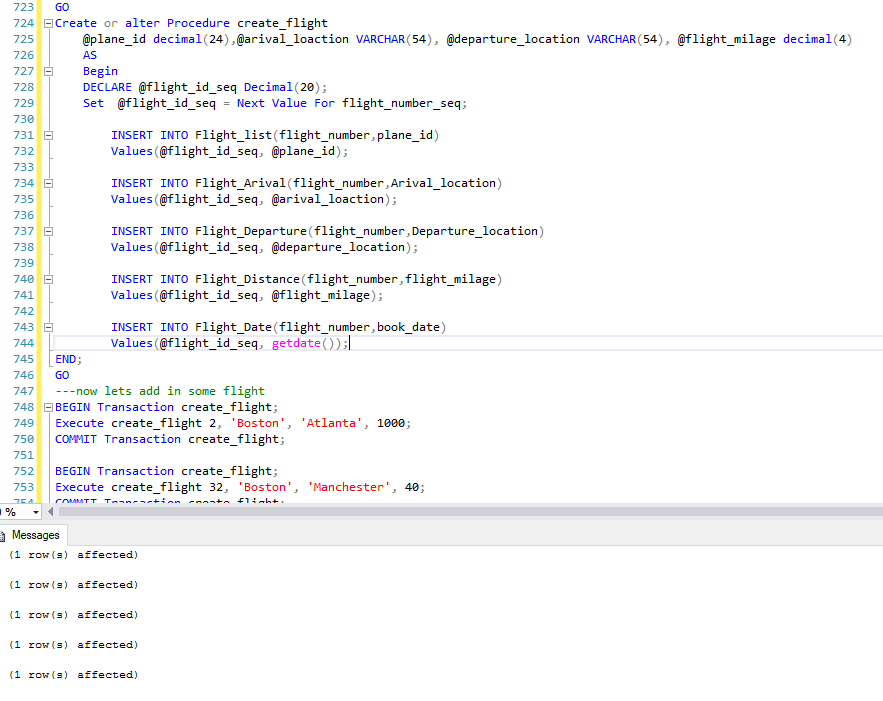 723 GO
724 Create or alter Procedure create_flight
725 @plane_id decimal(24),@arival_loaction VARCHAR(54), @departure_location VARCHAR(54), @flight_milage decimal(4)
726 AS
727 Begin
728 DECLARE @flight_id_seq Decimal(20);
729 Set  @flight_id_seq = Next Value For flight_number_seq;
730
731 INSERT INTO Flight_list(flight_number,plane_id)
732 Values(@flight_id_seq, @plane_id);
733
734 INSERT INTO Flight_Arival(flight_number,Arival_location)
735 Values(@flight_id_seq, @arival_loaction);
736
737 INSERT INTO Flight_Departure(flight_number,Departure_location)
738 Values(@flight_id_seq, @departure_location);
739
740 INSERT INTO Flight_Distance(flight_number,flight_milage)
741 Values(@flight_id_seq, @flight_milage);
742
743 INSERT INTO Flight_Date(flight_number,book_date)
744 Values(@flight_id_seq, getdate());
745 END;
746 GO
747 ---now lets add in some flight
748 BEGIN Transaction create_flight;
749 Execute create_flight 2, 'Boston', 'Atlanta', 1000;
750 COMMIT Transaction create_flight;
751
752 BEGIN Transaction create_flight;
753 Execute create_flight 32, 'Boston', 'Manchester', 40;
754 COMMIT Transaction create_flight;
%
Messages
(1 row(s) affected)
(1 row(s) affected)
(1 row(s) affected)
(1 row(s) affected)
(1 row(s) affected)